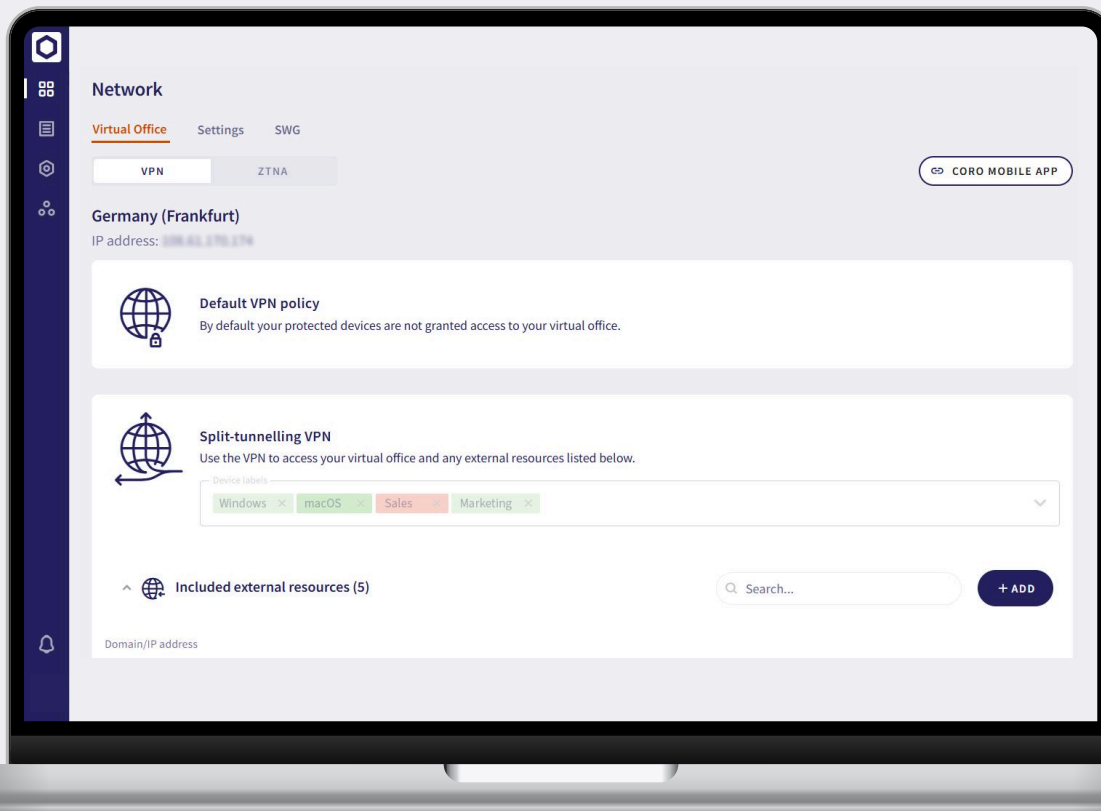 Network
Virtual Office Settings SWG
VPN ZTNA CORO MOBILE APP
Germany (Frankfurt)
IP address:
Default VPN policy
By default your protected devices are not granted access to your virtual office.
Split-tunnelling VPN
Use the VPN to access your virtual office and any external resources listed below.
Device labels
Windows × macOS × Sales × Marketing ×
Included external resources (5) Search... + ADD
Domain/IP address